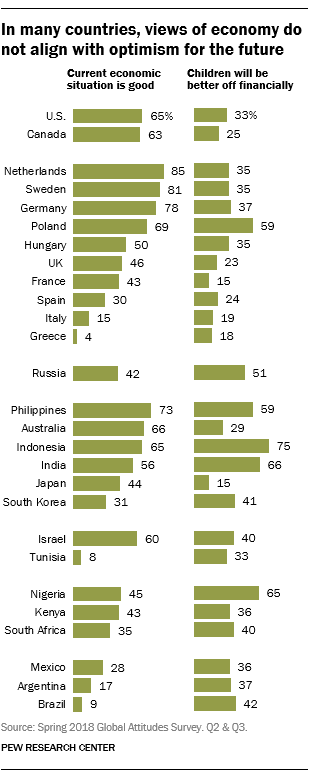 In many countries, views of economy do
not align with optimism for the future
Current economic situation is good
Children will be better off financially
U.S. 65% 33%
Canada 63 25
Netherlands 85 35
Sweden 81 35
Germany 78 37
Poland 69 59
Hungary 50 35
UK 46 23
France 43 15
Spain 30 24
Italy 15 19
Greece 4 18
Russia 42 51
Philippines 73 59
Australia 66 29
Indonesia 65 75
India 56 66
Japan 44 15
South Korea 31 41
Israel 60 40
Tunisia 8 33
Nigeria 45 65
Kenya 43 36
South Africa 35 40
Mexico 28 36
Argentina 17 37
Brazil 9 42
Source: Spring 2018 Global Attitudes Survey. Q2 & Q3.
PEW RESEARCH CENTER